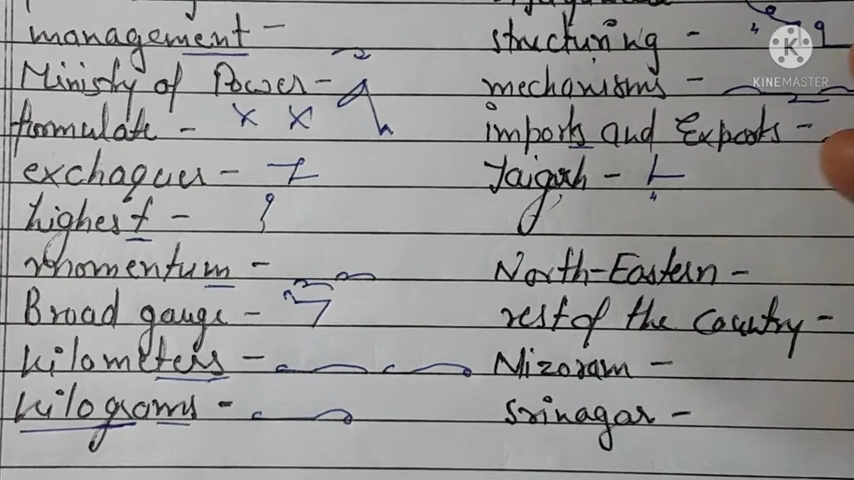 management -
Ministry of Power -
formulate -
exchaques -
highest -
momentum -
Broad gauge -
kilometers -
kilograms -
structuring -
mechanisms -
imports and Exports -
Jaigarh -
North-Eastern -
rest of the country -
Mizoram -
Srinagar -
K
KINEMASTER